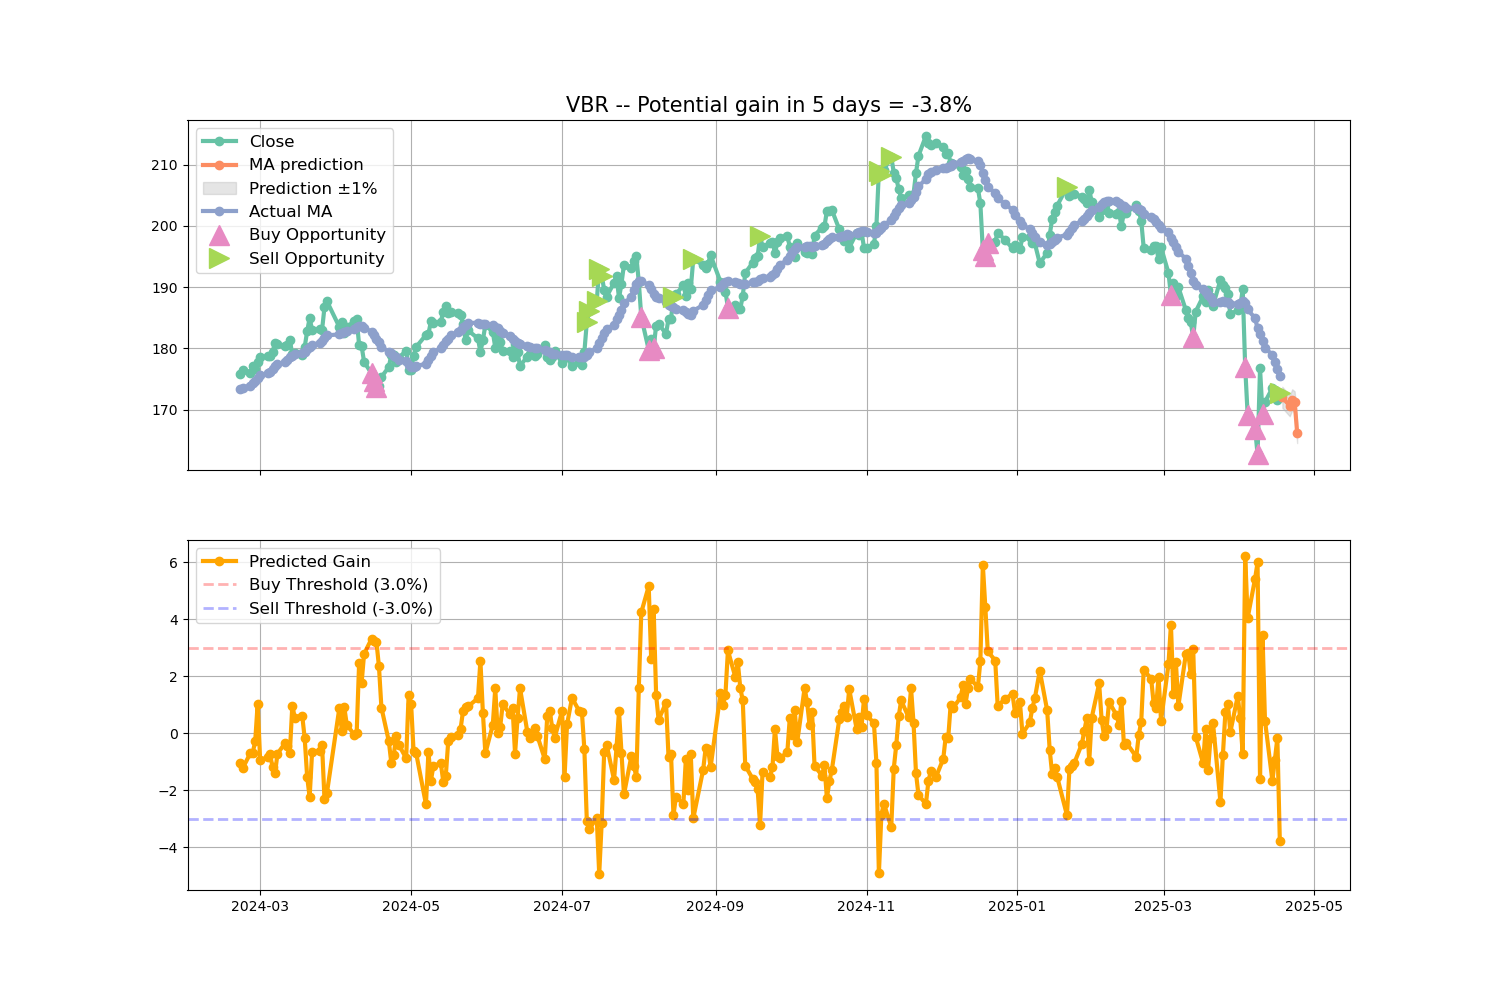 VBR -- Potential gain in 5 days = -3.8%
Close
MA prediction
Prediction ±1%
Actual MA
Buy Opportunity
Sell Opportunity
210
200
190
180
170
Predicted Gain
Buy Threshold (3.0%)
Sell Threshold (-3.0%)
6
4
2
0
−2
−4
2024-03 2024-05 2024-07 2024-09 2024-11 2025-01 2025-03 2025-05